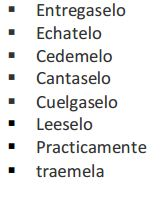 ▪ Entregaselo
▪ Echatelo
▪ Cedemelo
▪ Cantaselo
▪ Cuelgaselo
▪ Leeselo
▪ Practicamente
▪ traemela